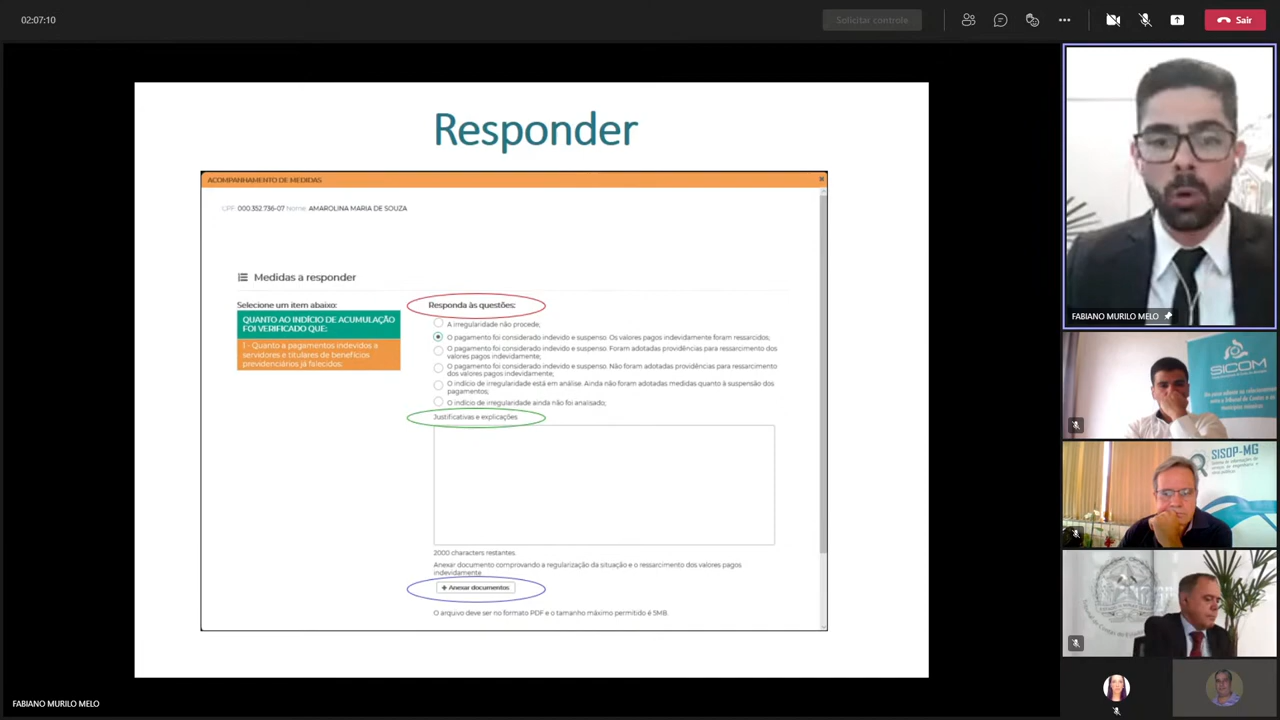 02:07:10
Solicitar controle
Sair
Responder
ACOMPANHAMENTO DE MEDIDAS
CPF 000.352.736-07 Nome AMAROLINA MARIA DE SOUZA
Medidas a responder
Selecione um item abaixo:
QUANTO AO INDÍCIO DE ACUMULAÇÃO
FOI VERIFICADO QUE:
1 - Quanto a pagamentos indevidos a
servidores e titulares de benefícios
previdenciários já falecidos:
Responda às questões:
A irregularidade não procede;
O pagamento foi considerado indevido e suspenso. Os valores pagos indevidamente foram ressarcidos;
O pagamento foi considerado indevido e suspenso. Foram adotadas providências para ressarcimento dos
valores pagos indevidamente;
O pagamento foi considerado indevido e suspenso. Não foram adotadas providências para ressarcimento
dos valores pagos indevidamente;
O indício de irregularidade está em análise. Ainda não foram adotadas medidas quanto à suspensão dos
pagamentos;
O indício de irregularidade ainda não foi analisado;
Justificativas e explicações.
2000 characters restantes.
Anexar documento comprovando a regularização da situação e o ressarcimento dos valores pagos
indevidamente
+ Anexar documentos
O arquivo deve ser no formato PDF e o tamanho máximo permitido é 5MB.
FABIANO MURILO MELO
SICOM
SISOP-MG
FABIANO MURILO MELO